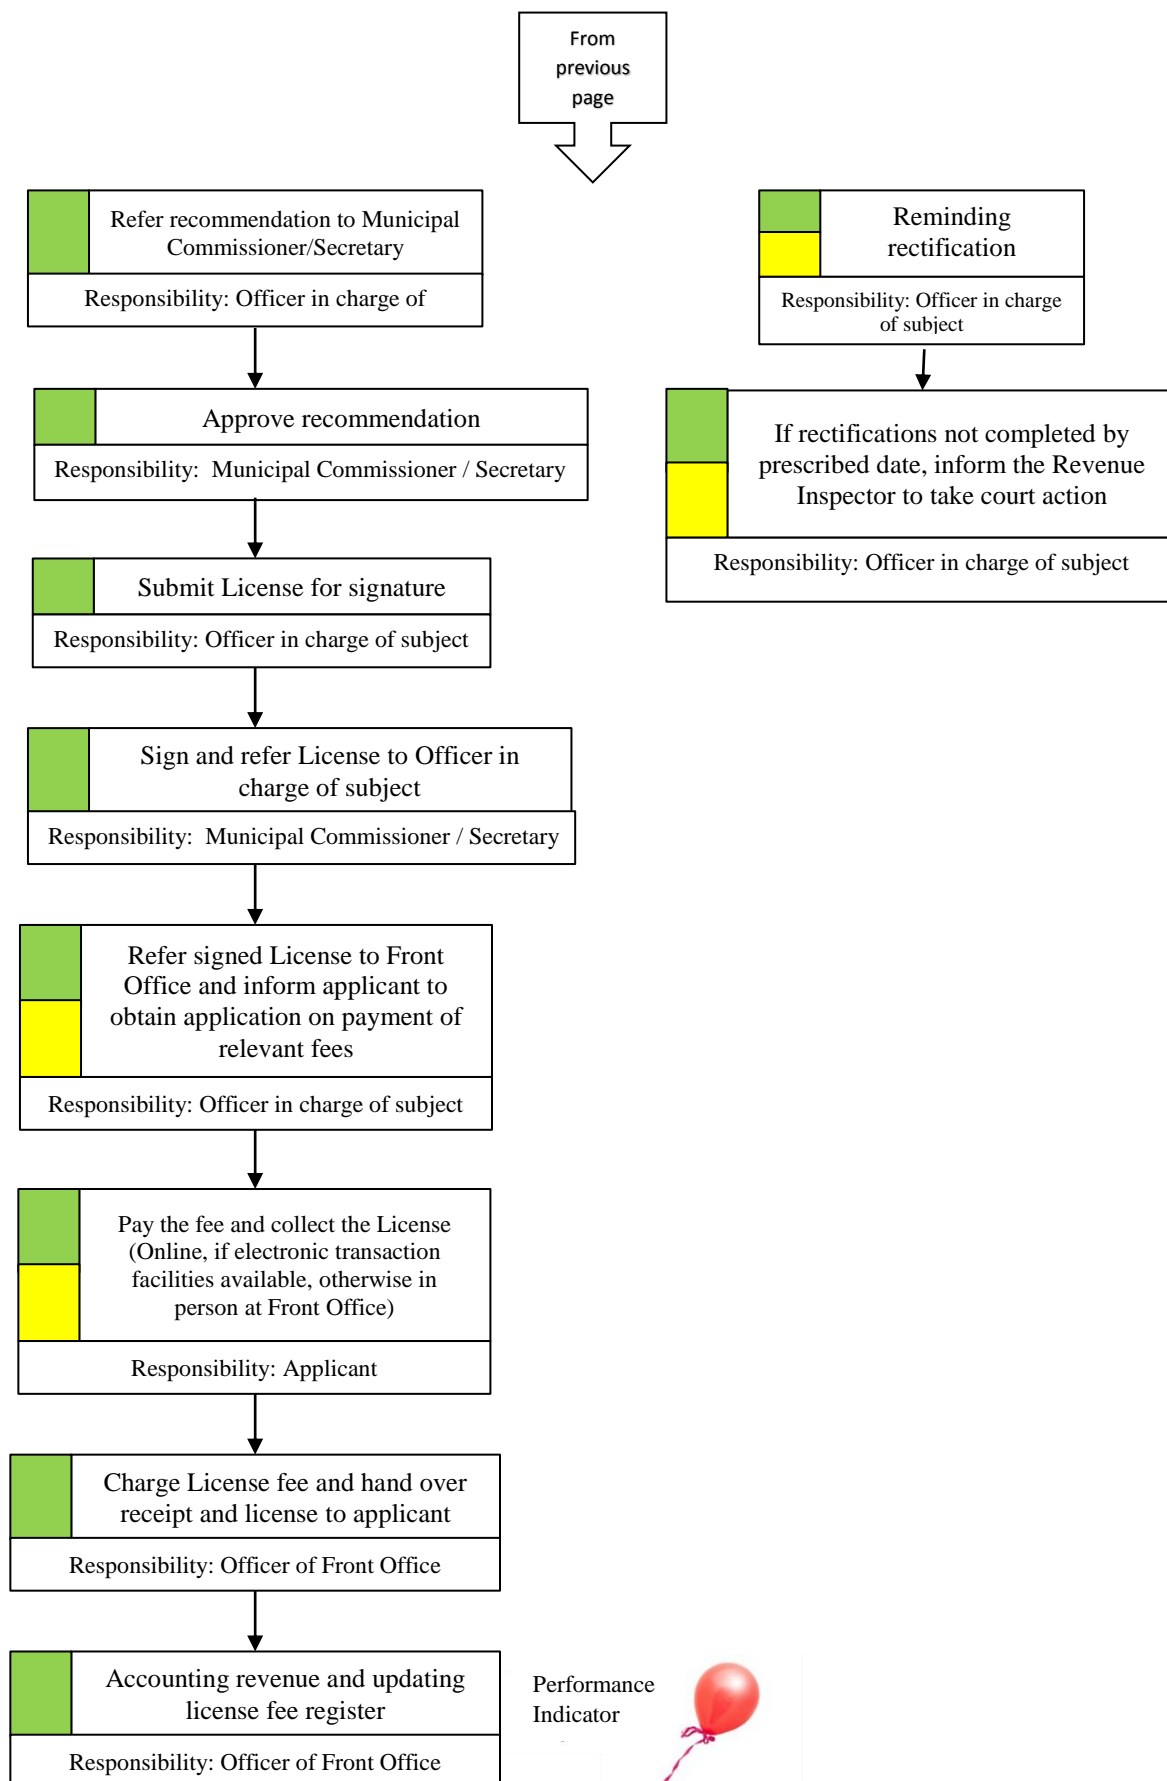 From
previous
page
Refer recommendation to Municipal
Commissioner/Secretary
Responsibility: Officer in charge of
Approve recommendation
Responsibility:  Municipal Commissioner / Secretary
Submit License for signature
Responsibility: Officer in charge of subject
Sign and refer License to Officer in
charge of subject
Responsibility:  Municipal Commissioner / Secretary
Refer signed License to Front
Office and inform applicant to
obtain application on payment of
relevant fees
Responsibility: Officer in charge of subject
Pay the fee and collect the License
(Online, if electronic transaction
facilities available, otherwise in
person at Front Office)
Responsibility: Applicant
Charge License fee and hand over
receipt and license to applicant
Responsibility: Officer of Front Office
Accounting revenue and updating
license fee register
Responsibility: Officer of Front Office
Performance
Indicator
Reminding
rectification
Responsibility: Officer in charge
of subject
If rectifications not completed by
prescribed date, inform the Revenue
Inspector to take court action
Responsibility: Officer in charge of subject